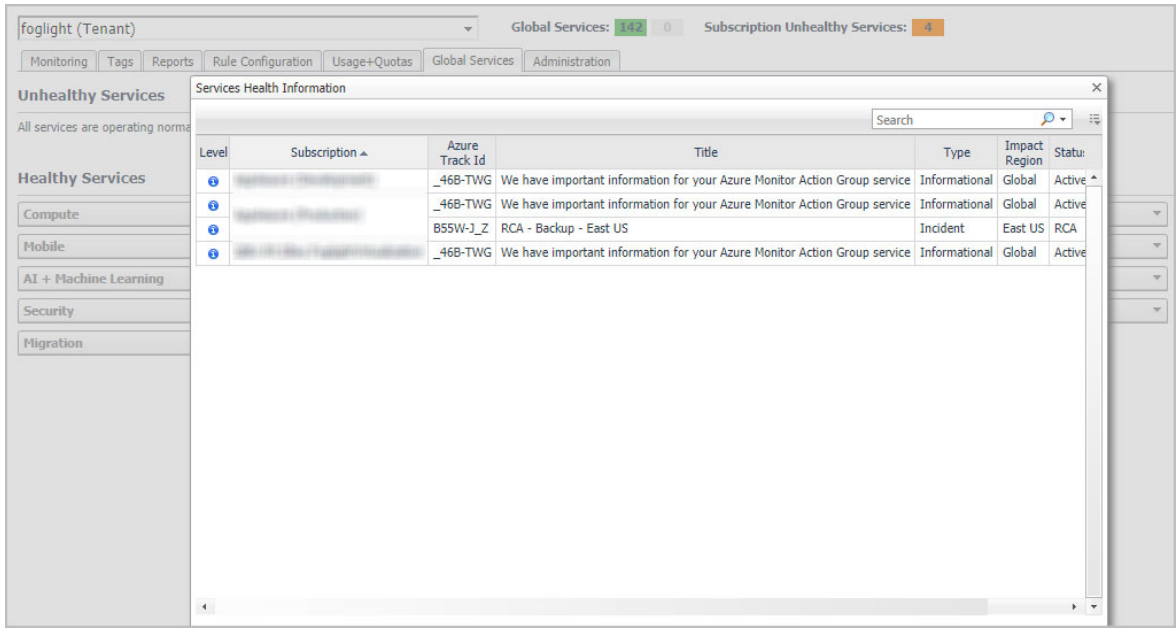 foglight (Tenant) Global Services: 142 0 Subscription Unhealthy Services: 4
Monitoring Tags Reports Rule Configuration Usage+Quotas Global Services Administration
Unhealthy Services
All services are operating norma
Healthy Services
Compute
Mobile
AI + Machine Learning
Security
Migration
Services Health Information
Search
Level Subscription Azure Track Id Title Type Impact Region Status
_46B-TWG We have important information for your Azure Monitor Action Group service Informational Global Active
_46B-TWG We have important information for your Azure Monitor Action Group service Informational Global Active
B55W-J_Z RCA - Backup - East US Incident East US RCA
_46B-TWG We have important information for your Azure Monitor Action Group service Informational Global Active